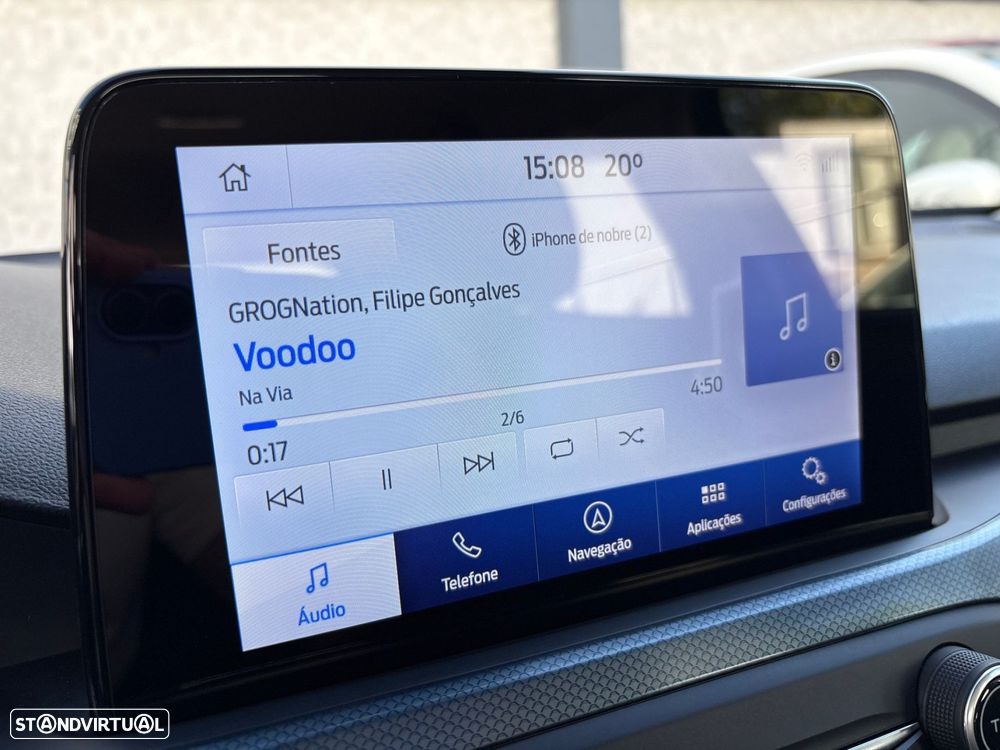 15:08 20°
Fontes
iPhone de nobre (2)
GROGNation, Filipe Gonçalves
Voodoo
Na Via
4:50
2/6
0:17
Áudio
Telefone
Navegação
Aplicações
Configurações
STANDVIRTUAL